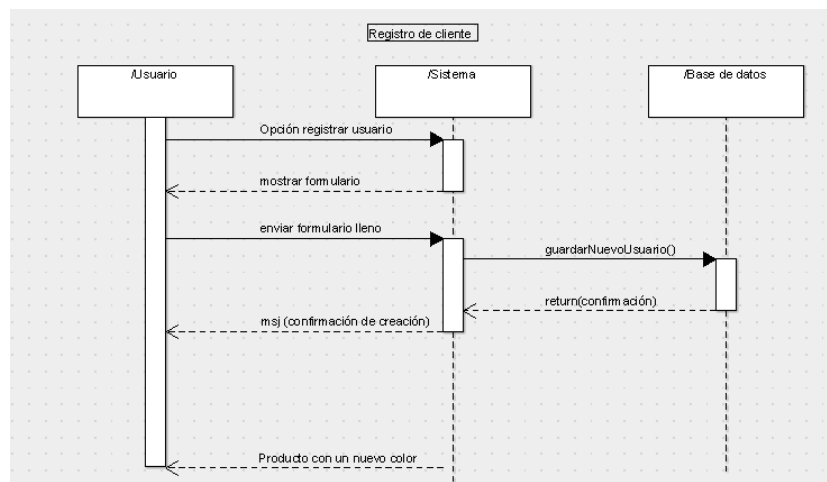 Registro de cliente
/Usuario
/Sistema
/Base de datos
Opción registrar usuario
mostrar formulario
enviar formulario lleno
guardarNuevoUsuario()
return(confirmación)
msj (confirmación de creación)
Producto con un nuevo color